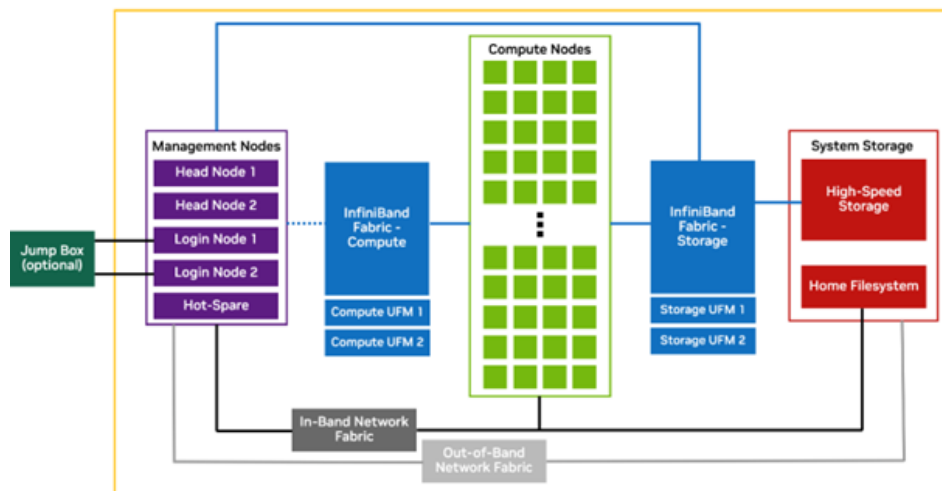 Compute Nodes
Management Nodes
Head Node 1
Head Node 2
Login Node 1
Login Node 2
Hot-Spare
Jump Box
(optional)
InfiniBand
Fabric -
Compute
Compute UFM 1
Compute UFM 2
InfiniBand
Fabric -
Storage
Storage UFM 1
Storage UFM 2
System Storage
High-Speed
Storage
Home Filesystem
In-Band Network
Fabric
Out-of-Band
Network Fabric